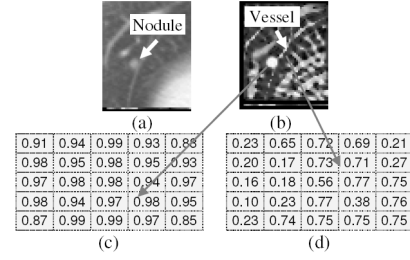 Nodule
Vessel
(a)
(b)
0.91 0.94 0.99 0.93 0.83
0.98 0.95 0.98 0.95 0.93
0.97 0.98 0.98 0.94 0.97
0.98 0.94 0.97 0.98 0.95
0.87 0.99 0.99 0.97 0.85
0.23 0.65 0.72 0.69 0.21
0.20 0.17 0.73 0.71 0.27
0.16 0.18 0.56 0.77 0.75
0.10 0.23 0.77 0.38 0.76
0.23 0.74 0.75 0.75 0.75
(c)
(d)